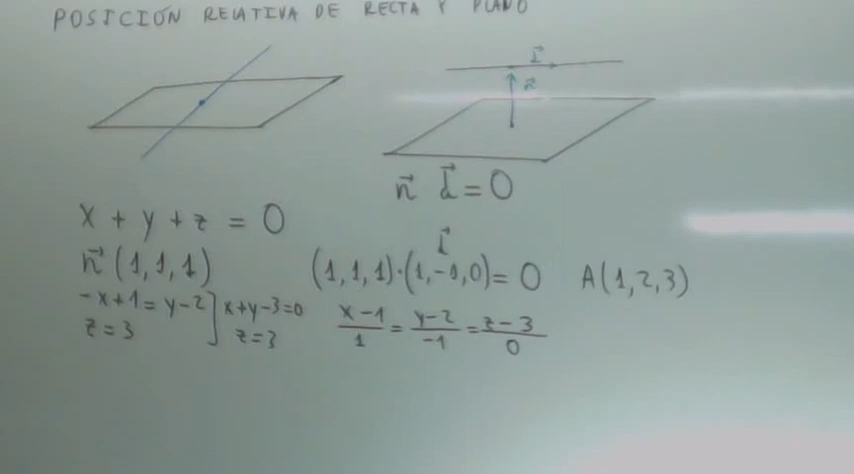 POSICIÓN RELATIVA DE RECTA Y PLANO
d⃗
n⃗
n⃗ d⃗ = 0
x + y + z = 0
d⃗
n⃗ (1,1,1)
(1,1,1)·(1,-1,0) = 0
A(1,2,3)
-x+1 = y-2 ] x+y-3=0
z=3 z=3
x-1/1 = y-2/-1 = z-3/0